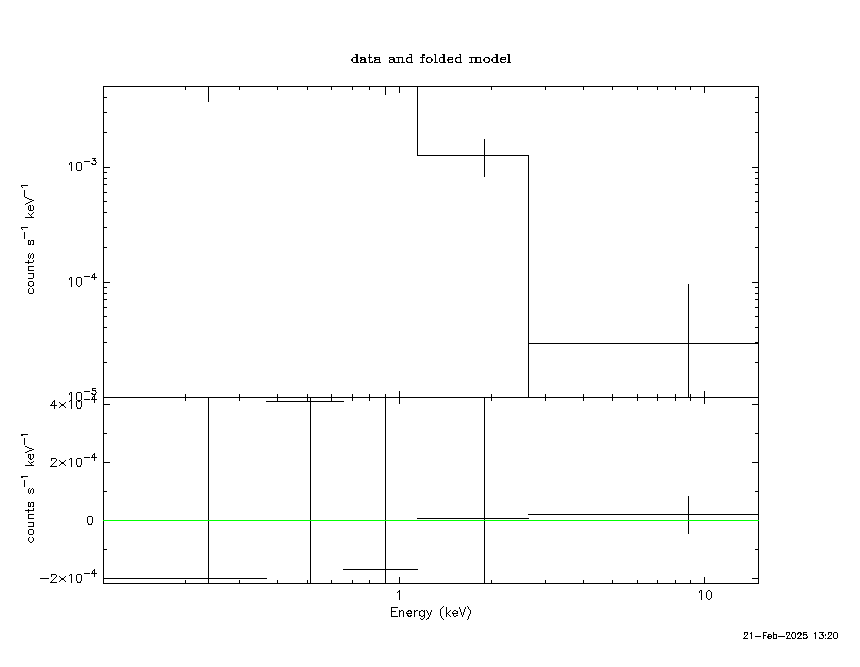 data and folded model
counts s⁻¹ keV⁻¹
10⁻³
10⁻⁴
10⁻⁵
counts s⁻¹ keV⁻¹
4×10⁻⁴
2×10⁻⁴
0
−2×10⁻⁴
1 10
Energy (keV)
21-Feb-2025 13:20